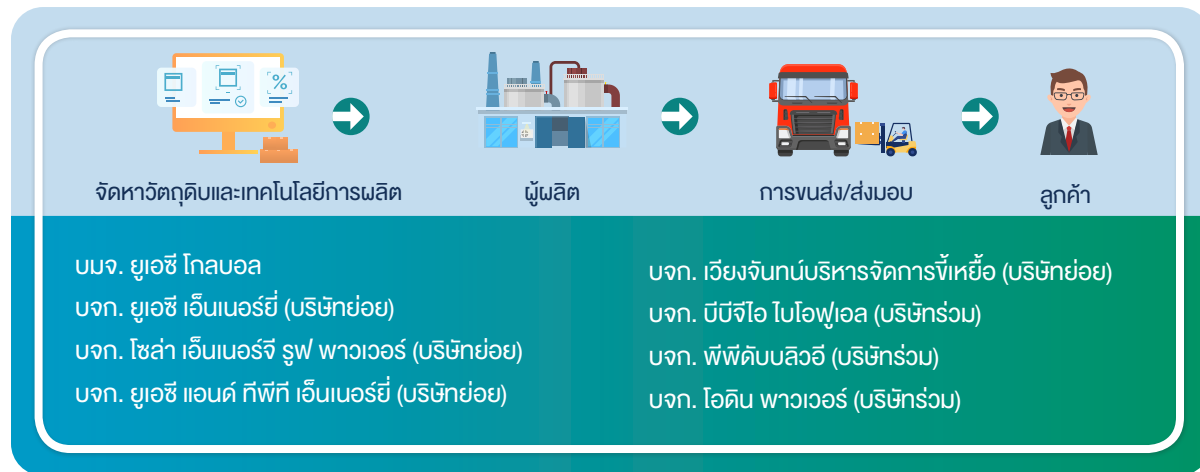 %
จัดหาวัตถุดิบและเทคโนโลยีการผลิต
ผู้ผลิต
การขนส่ง/ส่งมอบ
ลูกค้า
บมจ. ยูเอซี โกลบอล
บจก. ยูเอซี เอ็นเนอร์ยี่ (บริษัทย่อย)
บจก. โซล่า เอ็นเนอร์จี รูฟ พาวเวอร์ (บริษัทย่อย)
บจก. ยูเอซี แอนด์ ทีพีที เอ็นเนอร์ยี่ (บริษัทย่อย)
บจก. เวียงจันทน์บริหารจัดการขี้เหยื้อ (บริษัทย่อย)
บจก. บีบีจีไอ ไบโอฟูเอล (บริษัทร่วม)
บจก. พีพีดับบลิวอี (บริษัทร่วม)
บจก. โอดิน พาวเวอร์ (บริษัทร่วม)